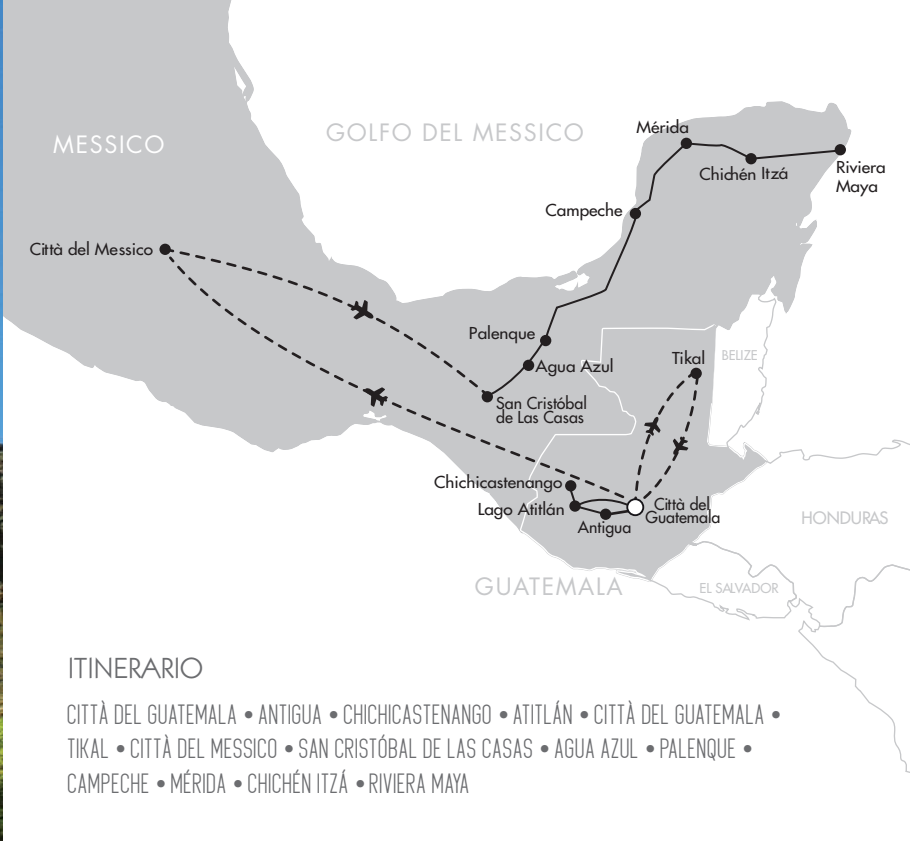 MESSICO
GOLFO DEL MESSICO
Mérida
Chichén Itzá
Riviera
Maya
Campeche
Città del Messico
Palenque
Agua Azul
Tikal
BELIZE
San Cristóbal
de Las Casas
Chichicastenango
Lago Atitlán
Antigua
Città del
Guatemala
HONDURAS
GUATEMALA
EL SALVADOR
ITINERARIO
CITTÀ DEL GUATEMALA • ANTIGUA • CHICHICASTENANGO • ATITLÁN • CITTÀ DEL GUATEMALA •
TIKAL • CITTÀ DEL MESSICO • SAN CRISTÓBAL DE LAS CASAS • AGUA AZUL • PALENQUE •
CAMPECHE • MÉRIDA • CHICHÉN ITZÁ • RIVIERA MAYA